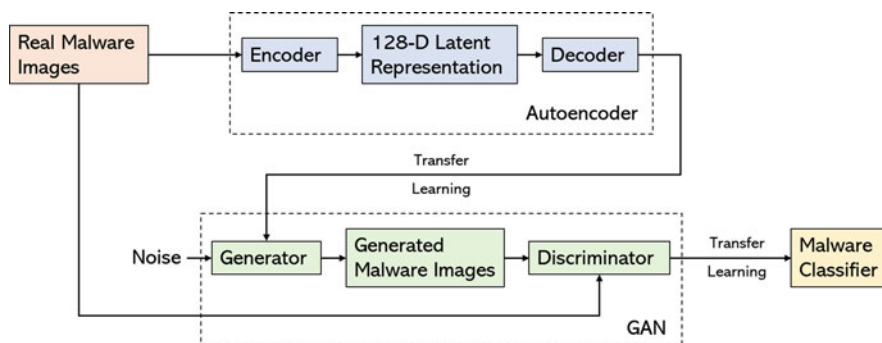 Real Malware
Images
Encoder
128-D Latent
Representation
Decoder
Autoencoder
Transfer
Learning
Noise
Generator
Generated
Malware Images
Discriminator
Transfer
Learning
Malware
Classifier
GAN